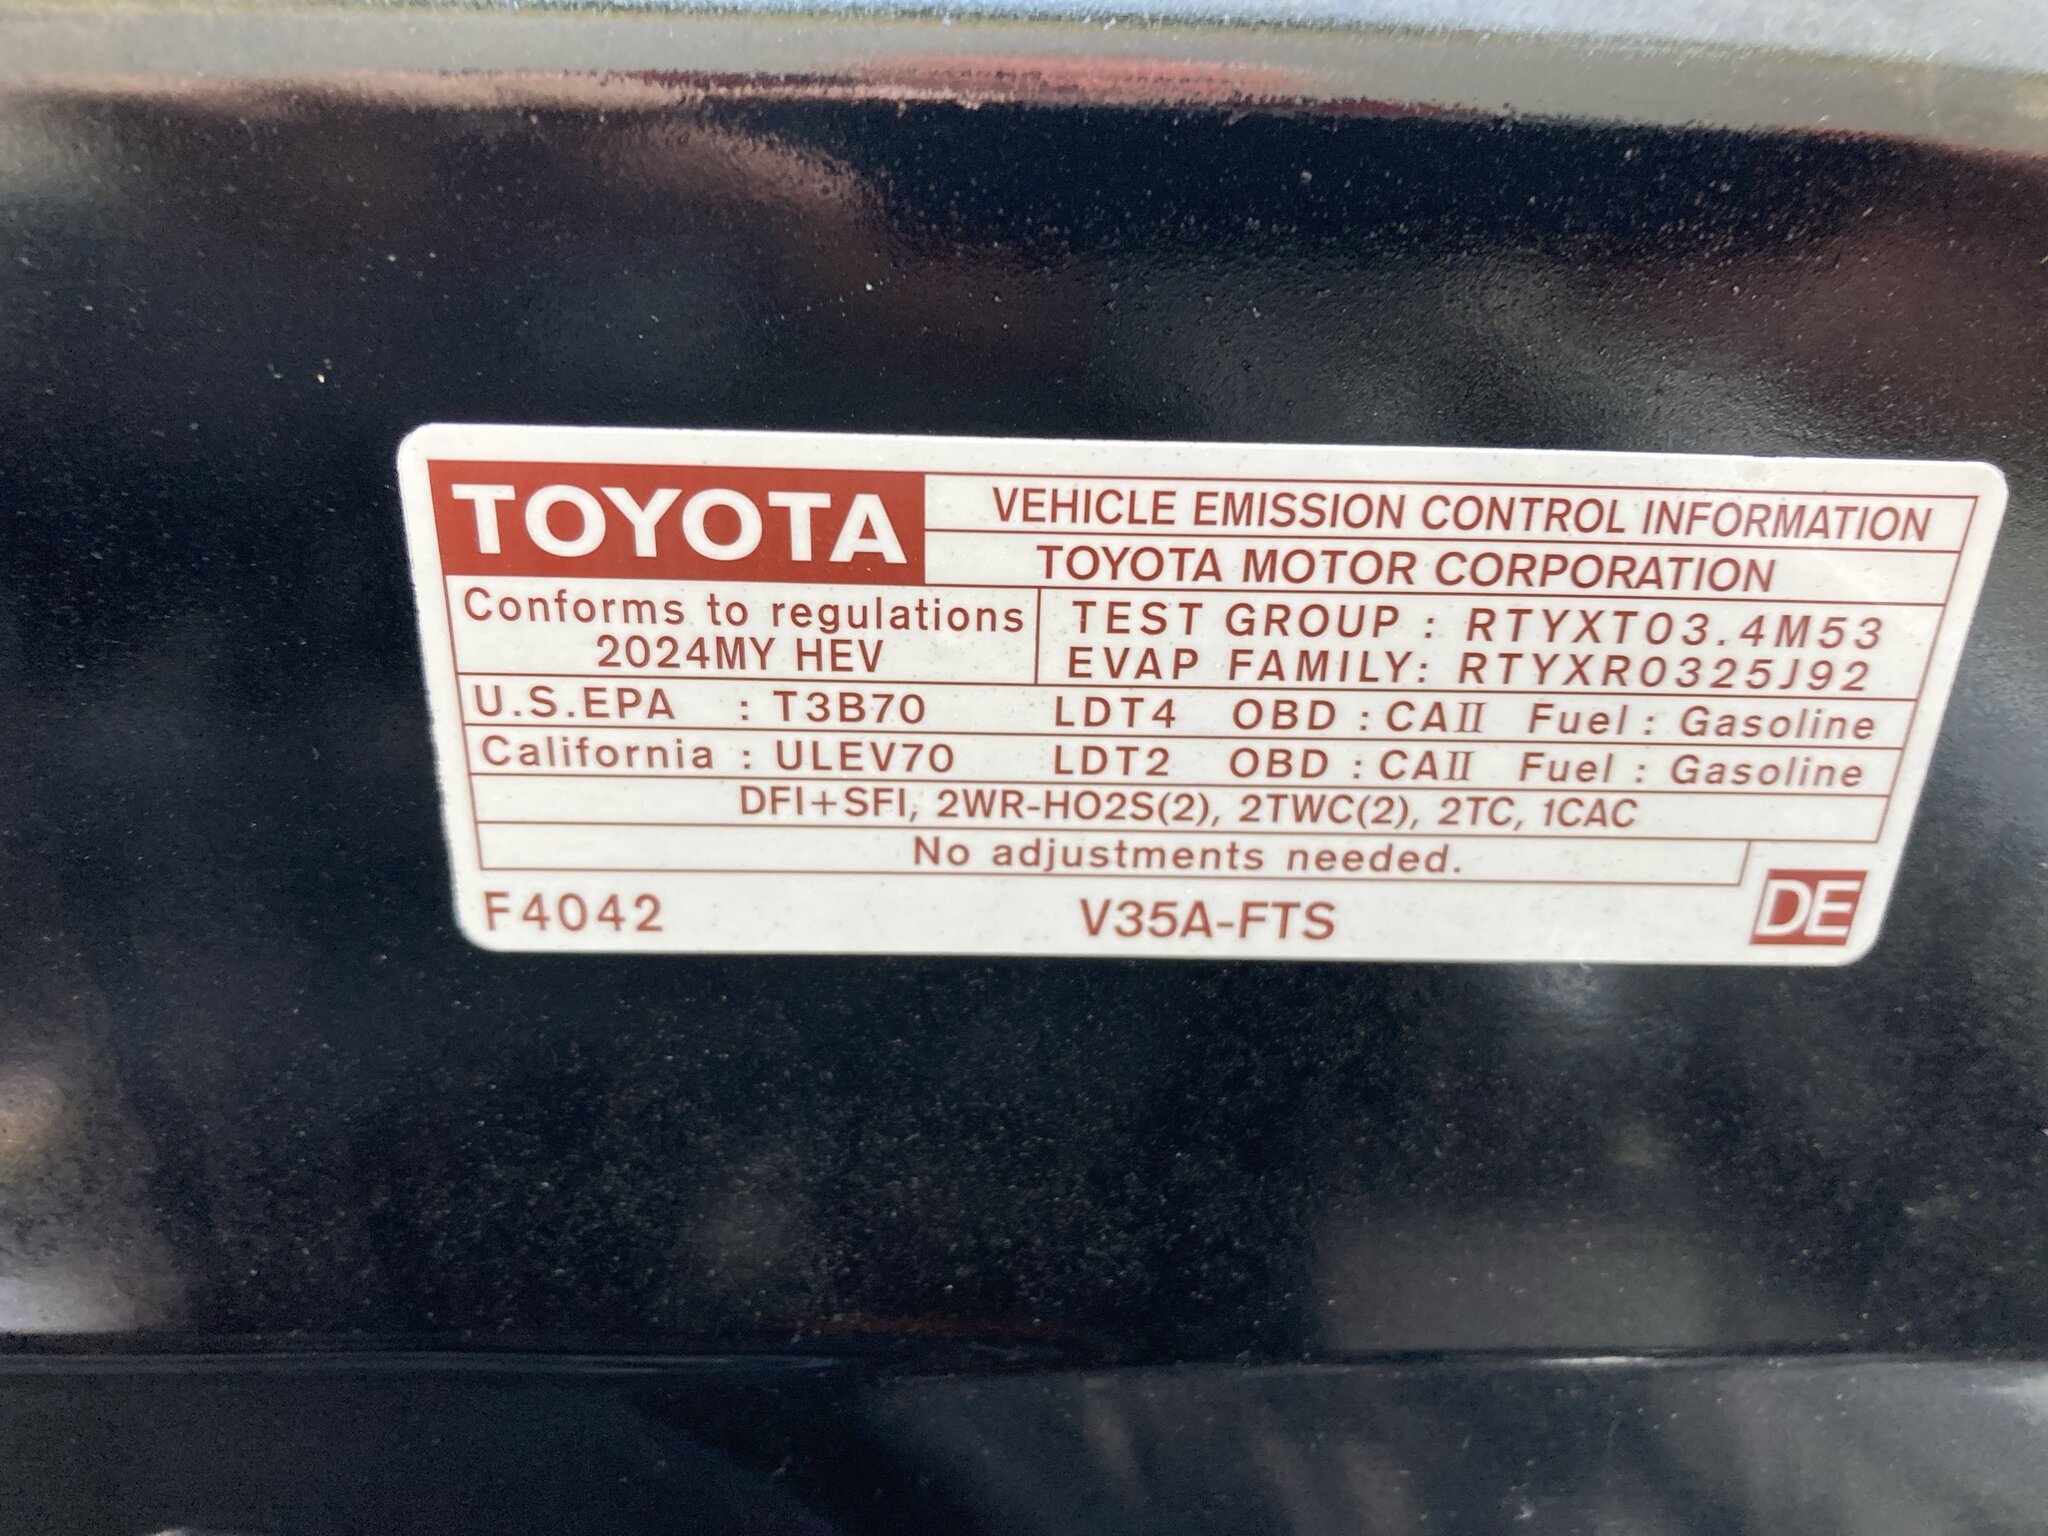 TOYOTA
VEHICLE EMISSION CONTROL INFORMATION
TOYOTA MOTOR CORPORATION
Conforms to regulations
2024MY HEV
TEST GROUP : RTYXT03.4M53
EVAP FAMILY: RTYXR0325J92
U.S.EPA : T3B70 LDT4 OBD : CAII Fuel : Gasoline
California : ULEV70 LDT2 OBD : CAII Fuel : Gasoline
DFI+SFI, 2WR-HO2S(2), 2TWC(2), 2TC, 1CAC
No adjustments needed.
F4042 V35A-FTS DE